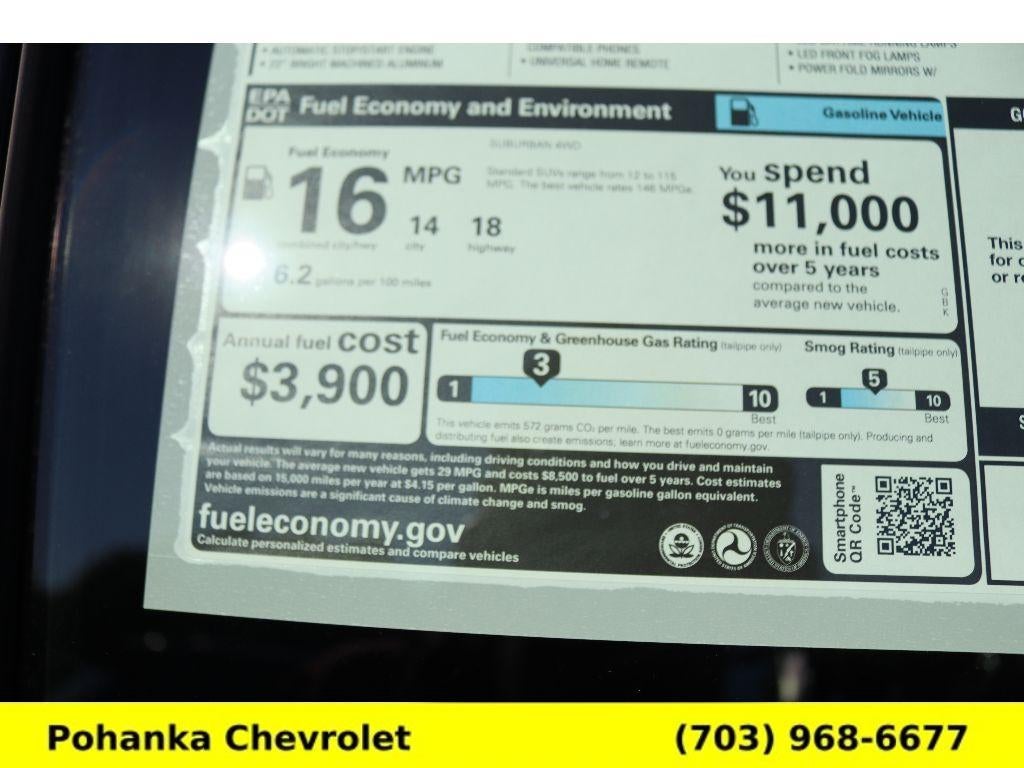 • AUTOMATIC STOP/START ENGINE
• 22" BRIGHT MACHINED ALUMINUM
COMPATIBLE PHONES
• UNIVERSAL HOME REMOTE
RUNNING LAMPS
• LED FRONT FOG LAMPS
• POWER FOLD MIRRORS W/
EPA
DOT
Fuel Economy and Environment
Gasoline Vehicle
Fuel Economy
SUBURBAN 4WD
16 MPG
Standard SUVs range from 12 to 115
MPG. The best vehicle rates 146 MPGe.
14 18
combined city/hwy city highway
6.2 gallons per 100 miles
You spend
$11,000
more in fuel costs
over 5 years
compared to the
average new vehicle.
GBK
This
for
or re
Annual fuel cost
$3,900
Fuel Economy & Greenhouse Gas Rating (tailpipe only)
3
1 10
Best
Smog Rating (tailpipe only)
5
1 10
Best
This vehicle emits 572 grams CO₂ per mile. The best emits 0 grams per mile (tailpipe only). Producing and
distributing fuel also create emissions; learn more at fueleconomy.gov.
Actual results will vary for many reasons, including driving conditions and how you drive and maintain
your vehicle. The average new vehicle gets 29 MPG and costs $8,500 to fuel over 5 years. Cost estimates
are based on 15,000 miles per year at $4.15 per gallon. MPGe is miles per gasoline gallon equivalent.
Vehicle emissions are a significant cause of climate change and smog.
fueleconomy.gov
Calculate personalized estimates and compare vehicles
Smartphone
QR Code™
Pohanka Chevrolet (703) 968-6677